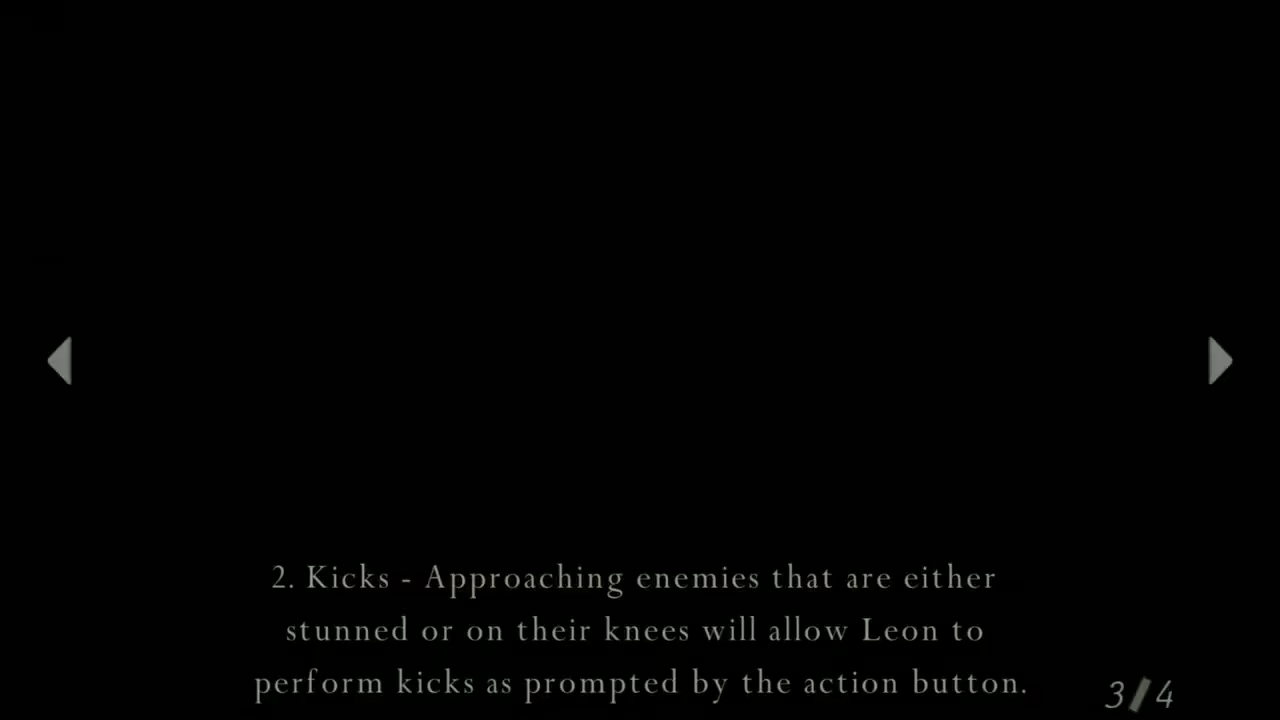 2. Kicks - Approaching enemies that are either
stunned or on their knees will allow Leon to
perform kicks as prompted by the action button.
3/4